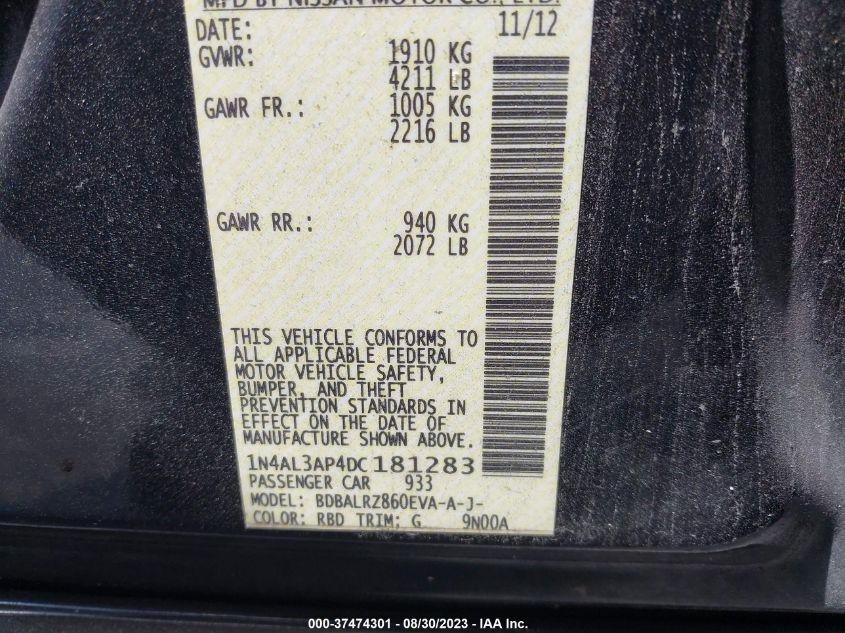 MFD BY NISSAN MOTOR CO., LTD.
DATE: 11/12
GVWR: 1910 KG
4211 LB
GAWR FR.: 1005 KG
2216 LB
GAWR RR.: 940 KG
2072 LB
THIS VEHICLE CONFORMS TO
ALL APPLICABLE FEDERAL
MOTOR VEHICLE SAFETY,
BUMPER, AND THEFT
PREVENTION STANDARDS IN
EFFECT ON THE DATE OF
MANUFACTURE SHOWN ABOVE.
1N4AL3AP4DC181283
PASSENGER CAR 933
MODEL: BDBALRZ860EVA-A-J-
COLOR: RBD TRIM: G 9N00A
000-37474301 - 08/30/2023 - IAA Inc.